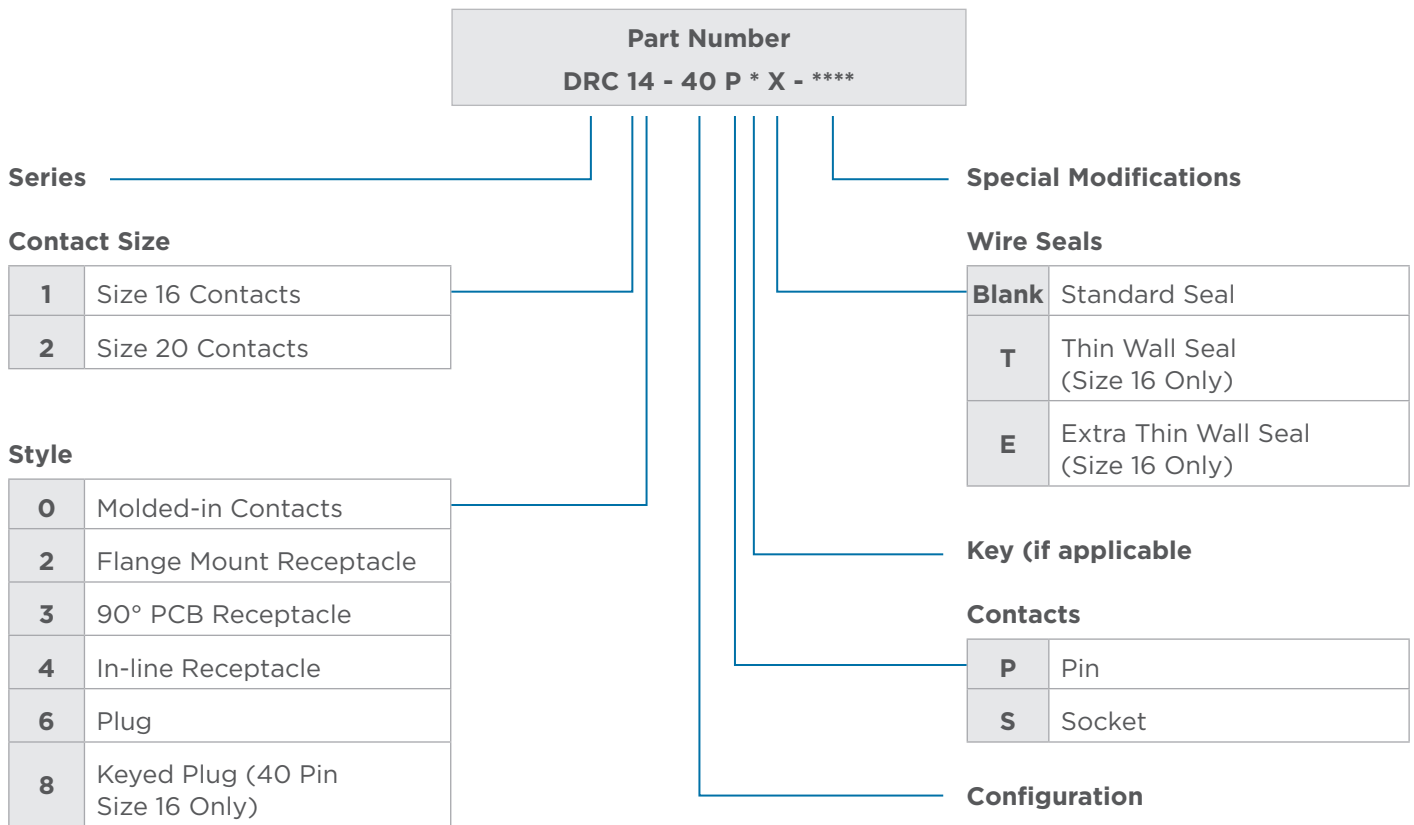 Part Number
DRC 14 - 40 P * X - ****
Series
Contact Size
1 Size 16 Contacts
2 Size 20 Contacts
Style
0 Molded-in Contacts
2 Flange Mount Receptacle
3 90° PCB Receptacle
4 In-line Receptacle
6 Plug
8 Keyed Plug (40 Pin
Size 16 Only)
Special Modifications
Wire Seals
Blank Standard Seal
T Thin Wall Seal
(Size 16 Only)
E Extra Thin Wall Seal
(Size 16 Only)
Key (if applicable
Contacts
P Pin
S Socket
Configuration